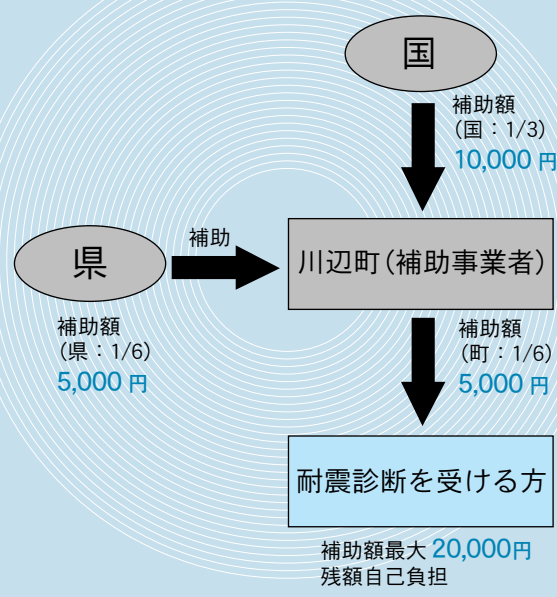 国
補助額
(国：1/3)
10,000 円
県
補助
川辺町(補助事業者)
補助額
(県：1/6)
5,000 円
補助額
(町：1/6)
5,000 円
耐震診断を受ける方
補助額最大 20,000円
残額自己負担